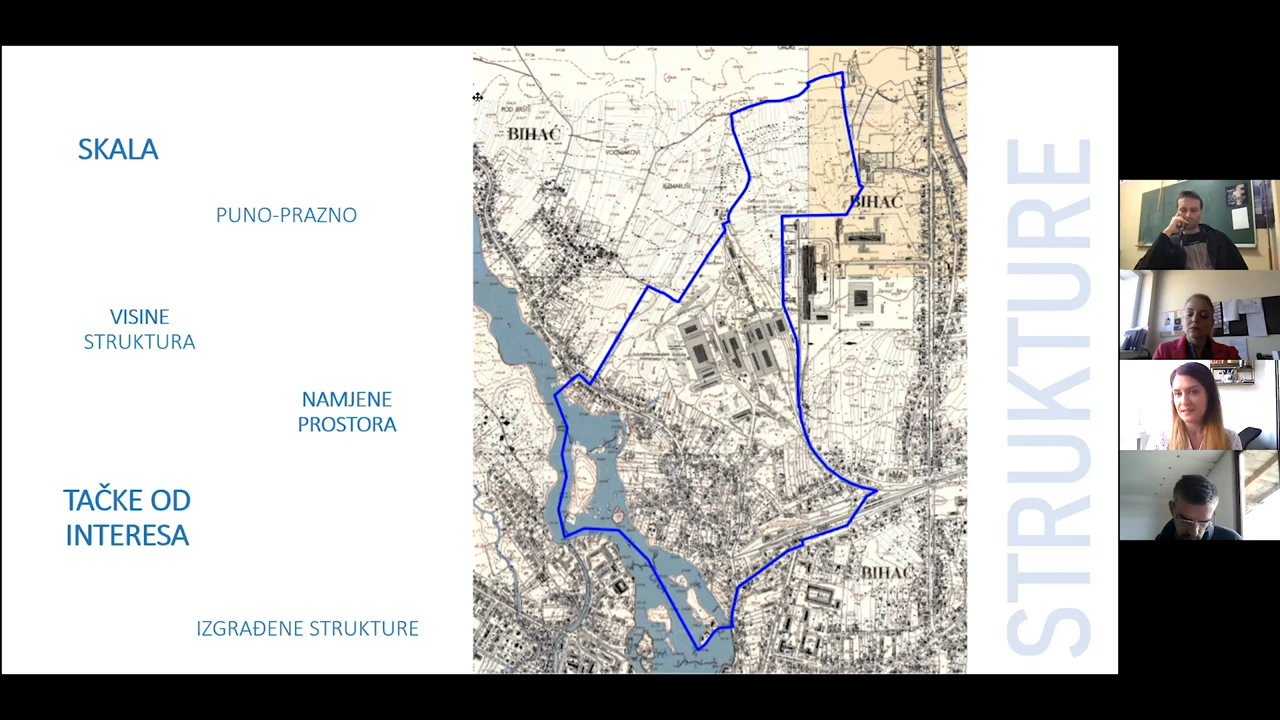 SKALA
PUNO-PRAZNO
VISINE
STRUKTURA
NAMJENE
PROSTORA
TAČKE OD
INTERESA
IZGRAĐENE STRUKTURE
BIHAĆ
BIHAĆ
BIHAĆ
STRUKTURE